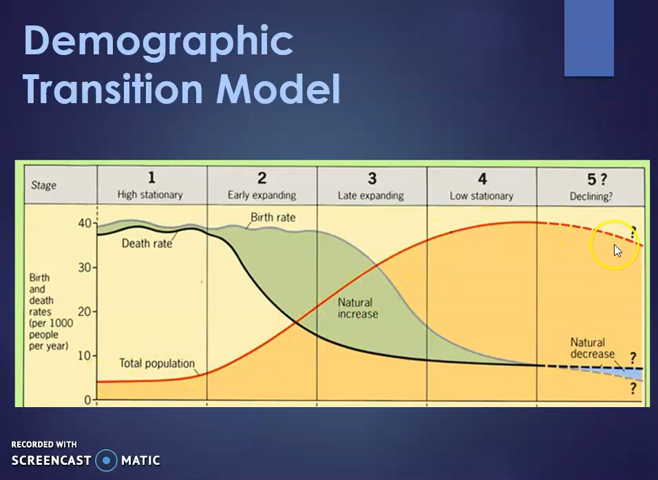 Demographic
Transition Model
Stage
1
High stationary
2
Early expanding
3
Late expanding
4
Low stationary
5 ?
Declining?
40
30
20
10
0
Birth
and
death
rates
(per 1000
people
per year)
Birth rate
Death rate
Natural
increase
Total population
?
Natural
decrease
?
?
RECORDED WITH
SCREENCAST MATIC